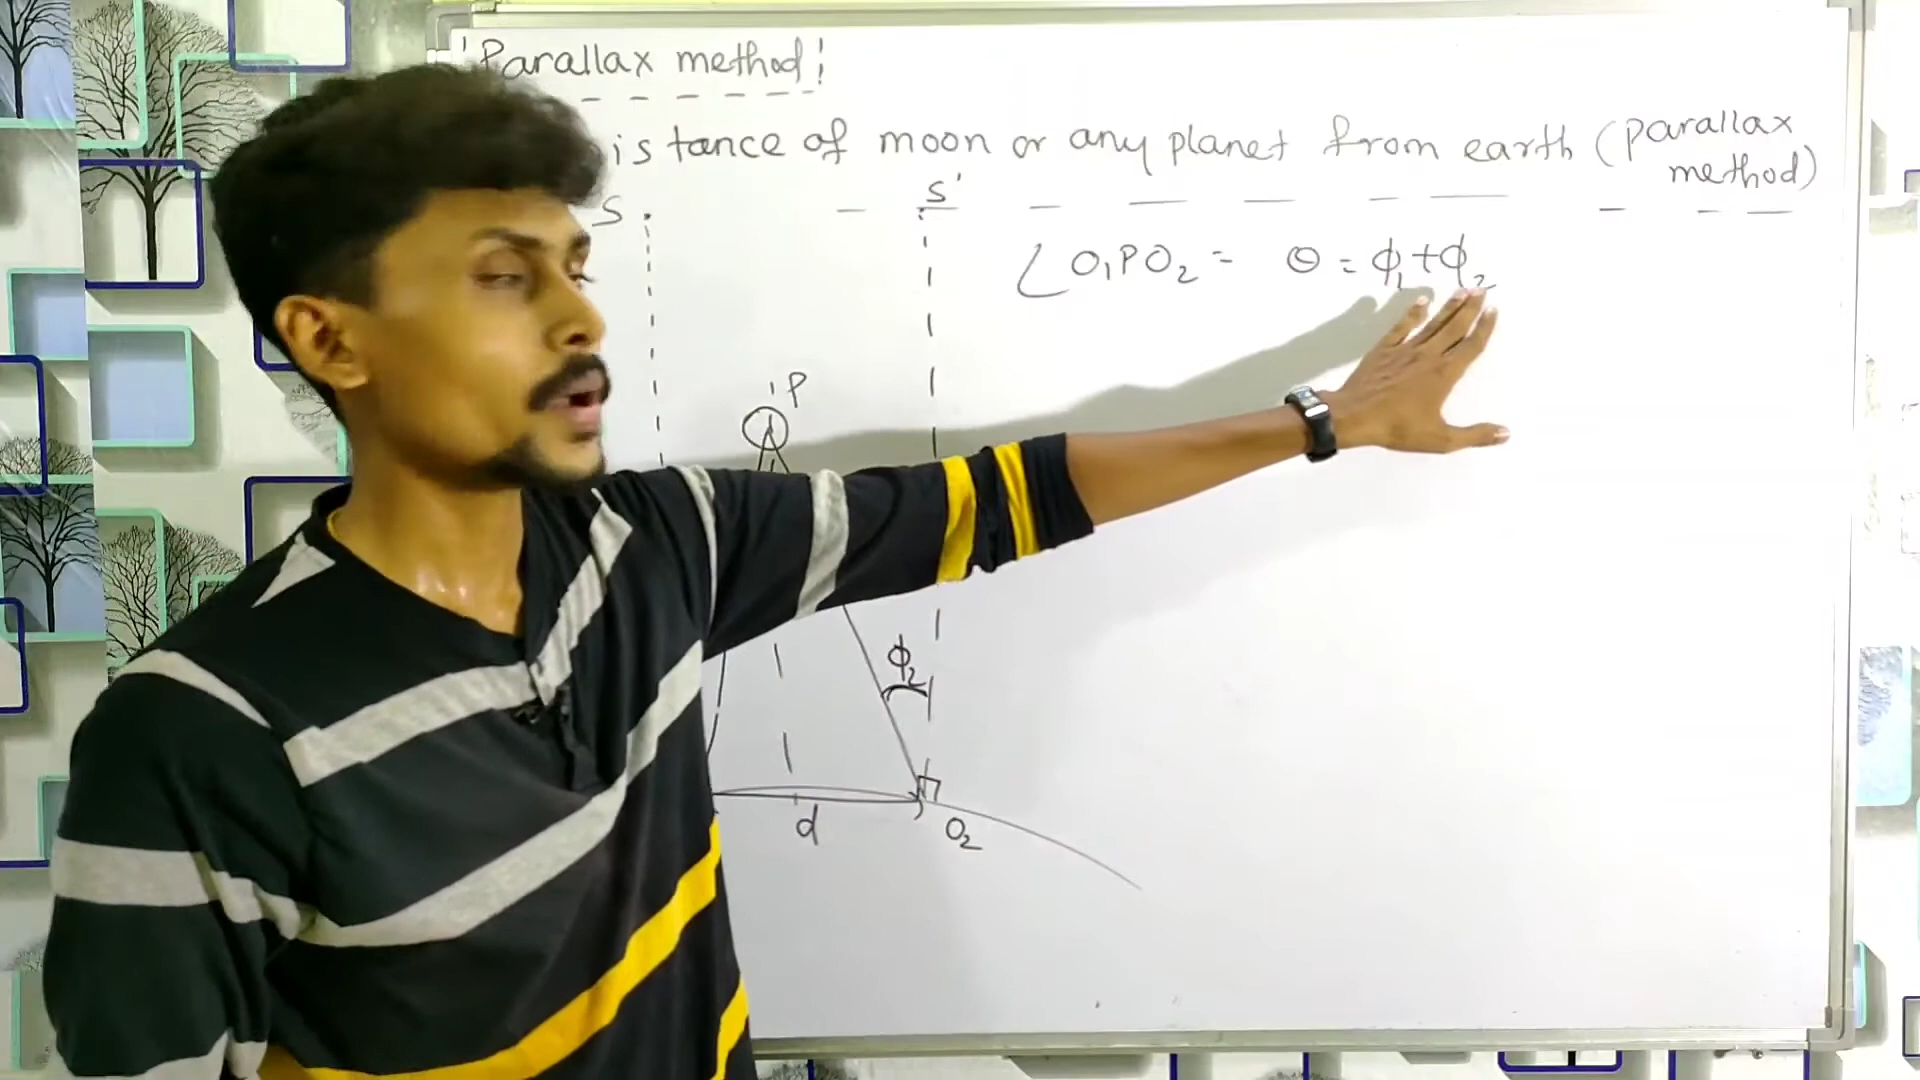 'Parallax method!
istance of moon or any planet from earth (parallax
method)
S S'
∠O₁PO₂ = θ = ϕ₁+ϕ₂
P
ϕ₂
d O₂